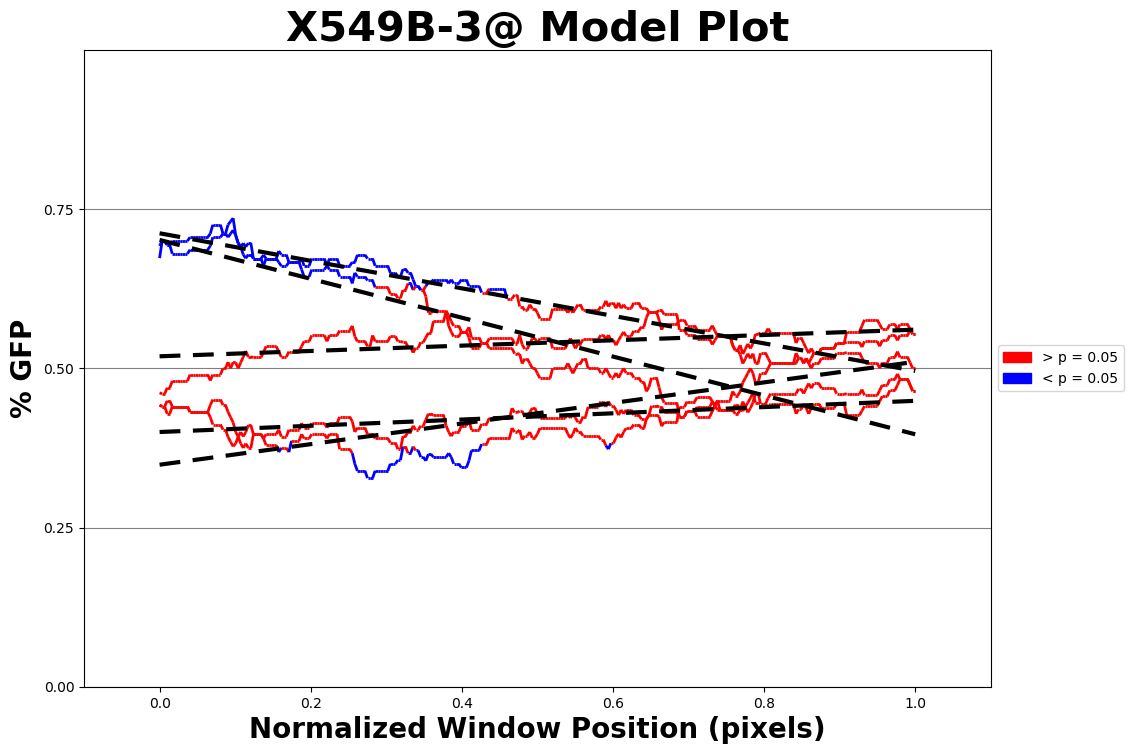 X549B-3@ Model Plot
% GFP
0.75
0.50
0.25
0.00
0.0 0.2 0.4 0.6 0.8 1.0
Normalized Window Position (pixels)
> p = 0.05
< p = 0.05